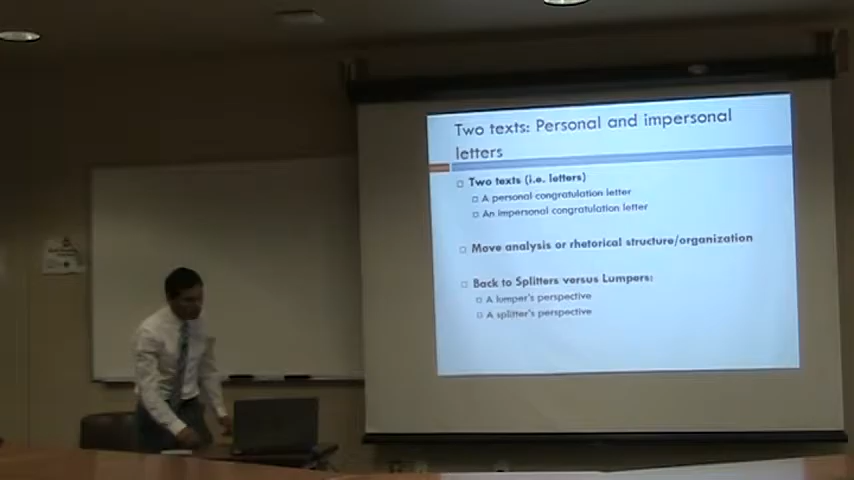 Two texts: Personal and impersonal
letters
Two texts (i.e. letters)
A personal congratulation letter
An impersonal congratulation letter
Move analysis or rhetorical structure/organization
Back to Splitters versus Lumpers:
A lumper's perspective
A splitter's perspective